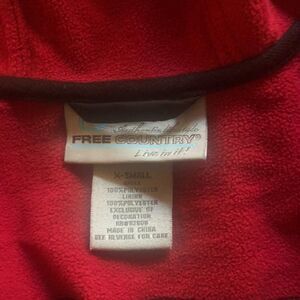 FREE COUNTRY®
Live in it!
X-SMALL
100% POLYESTER
LINING
100% POLYESTER
EXCLUSIVE OF
DECORATION
MADE IN CHINA
SEE REVERSE FOR CARE